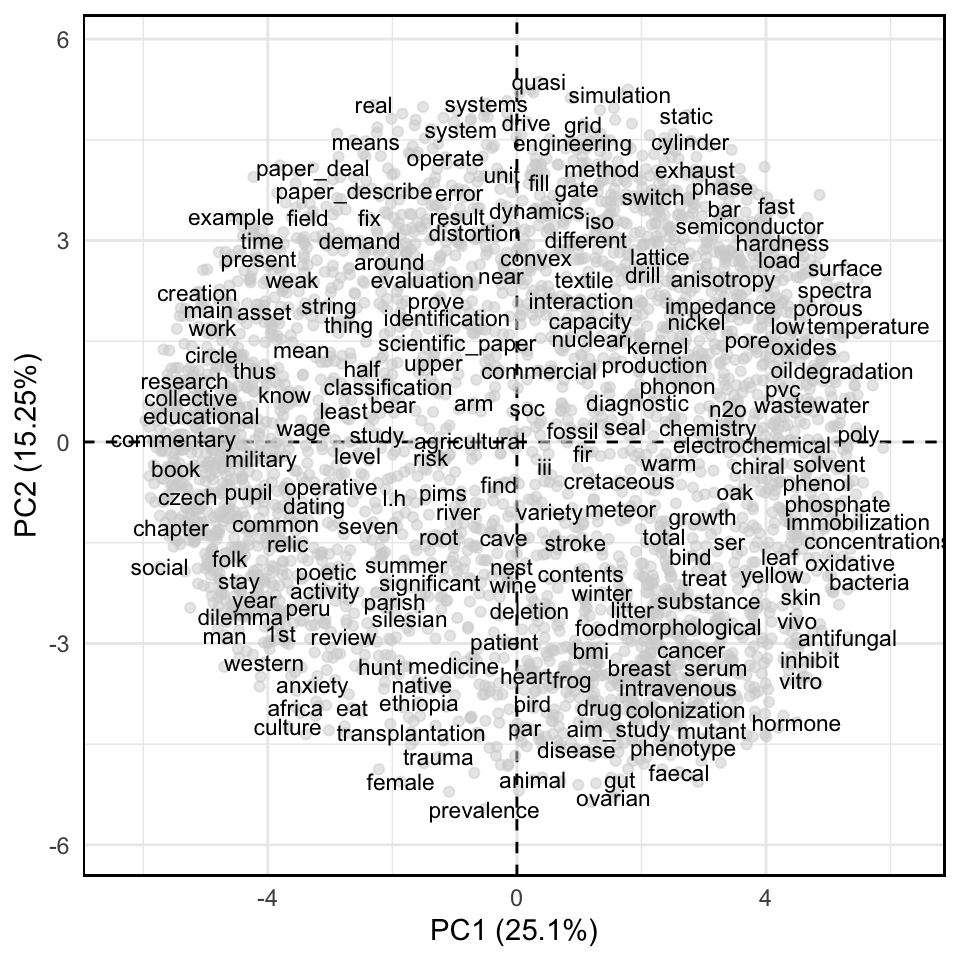 6
quasi
simulation
real
systems
static
system
drive
grid
means
engineering
cylinder
operate
paper_deal
unit
method
exhaust
fill
paper_describe
error
gate
switch
phase
example
field
fix
result
dynamics
iso
bar
fast
semiconductor
distortion
3
time
demand
different
hardness
present
around
near
convex
lattice
load
surface
weak
evaluation
textile
drill
anisotropy
creation
spectra
main
asset
string
prove
interaction
impedance
porous
work
thing
identification
capacity
nickel
lowtemperature
scientific_paper
nuclear
kernel
pore
oxides
circle
mean
thus
half
upper
commercial
production
oildegradation
research
classification
phonon
pvc
collective
know
least
bear
arm
soc
diagnostic
n2o
wastewater
educational
wage
study
fossil
seal
chemistry
0
commentary
agricultural
electrochemical
poly
book
military
level
risk
iii
fir
warm
chiral
solvent
czech
pupil
operative
l.h
pims
find
cretaceous
oak
phenol
dating
river
variety
meteor
growth
phosphate
chapter
common
seven
immobilization
relic
root
cave
stroke
total
ser
concentrations
social
folk
poetic
summer
nest
contents
bind
leaf
oxidative
stay
activity
significant
wine
winter
treat
yellow
bacteria
year
peru
parish
deletion
litter
substance
skin
dilemma
silesian
food
morphological
vivo
man
1st
review
patient
bmi
cancer
antifungal
-3
western
hunt
medicine
heart
frog
breast
serum
inhibit
anxiety
native
intravenous
vitro
africa
eat
ethiopia
bird
drug
colonization
culture
transplantation
par
aim_study
mutant
hormone
trauma
disease
phenotype
female
animal
gut
faecal
prevalence
ovarian
-6
-4
0
4
PC1 (25.1%)
PC2 (15.25%)